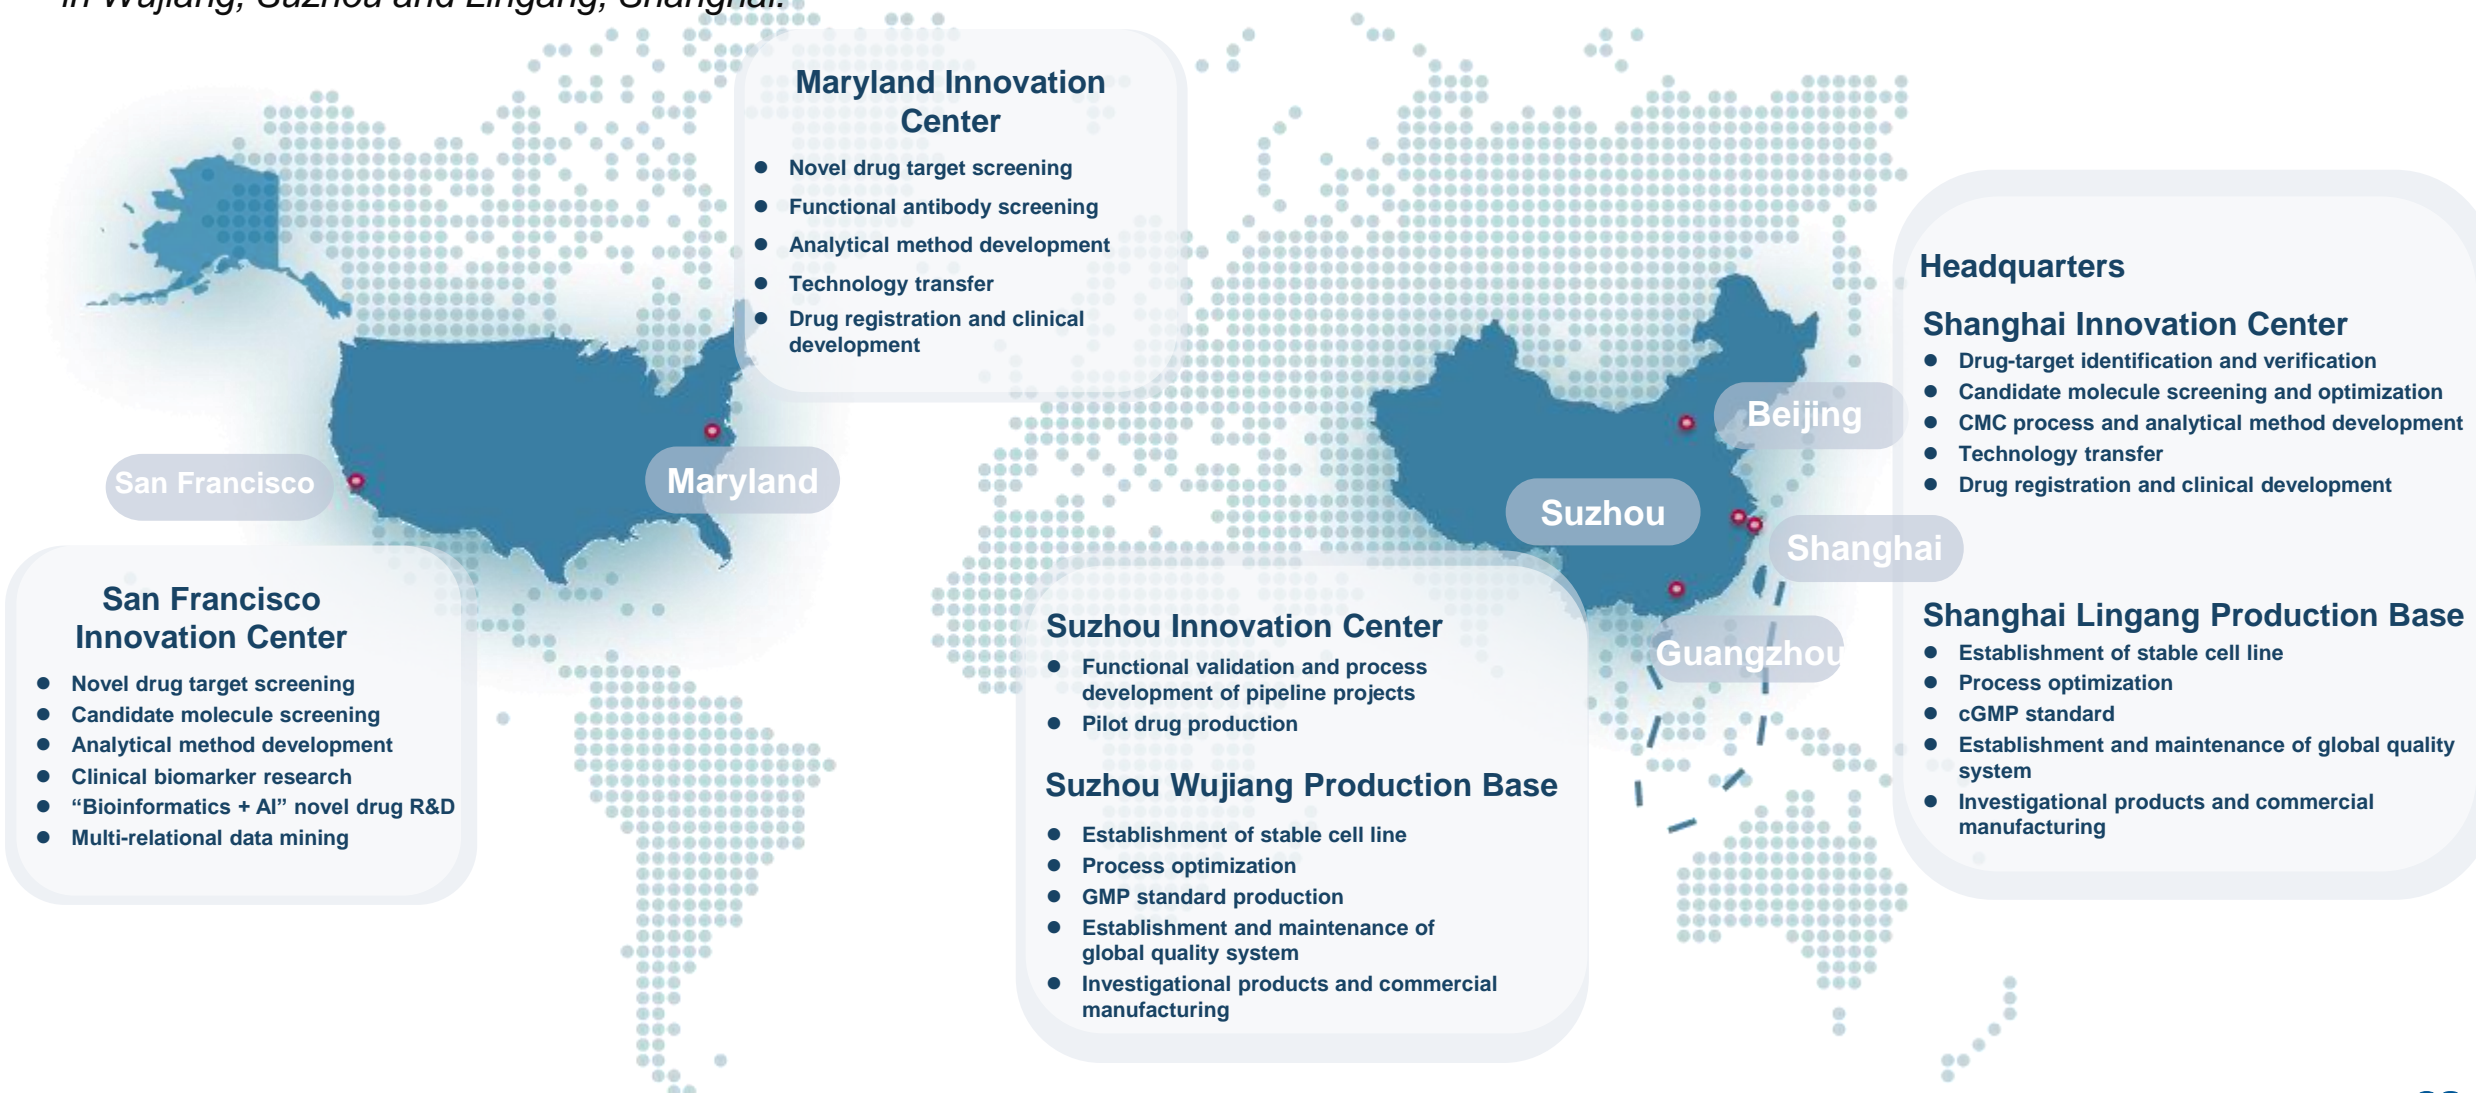 in Wujiang, Suzhou and Lingang, Shanghai.
Maryland Innovation
Center
● Novel drug target screening
● Functional antibody screening
● Analytical method development
● Technology transfer
● Drug registration and clinical
development
San Francisco
Maryland
San Francisco
Innovation Center
● Novel drug target screening
● Candidate molecule screening
● Analytical method development
● Clinical biomarker research
● “Bioinformatics + AI” novel drug R&D
● Multi-relational data mining
Beijing
Suzhou
Shanghai
Guangzhou
Suzhou Innovation Center
● Functional validation and process
development of pipeline projects
● Pilot drug production
Suzhou Wujiang Production Base
● Establishment of stable cell line
● Process optimization
● GMP standard production
● Establishment and maintenance of
global quality system
● Investigational products and commercial
manufacturing
Headquarters
Shanghai Innovation Center
● Drug-target identification and verification
● Candidate molecule screening and optimization
● CMC process and analytical method development
● Technology transfer
● Drug registration and clinical development
Shanghai Lingang Production Base
● Establishment of stable cell line
● Process optimization
● cGMP standard
● Establishment and maintenance of global quality
system
● Investigational products and commercial
manufacturing